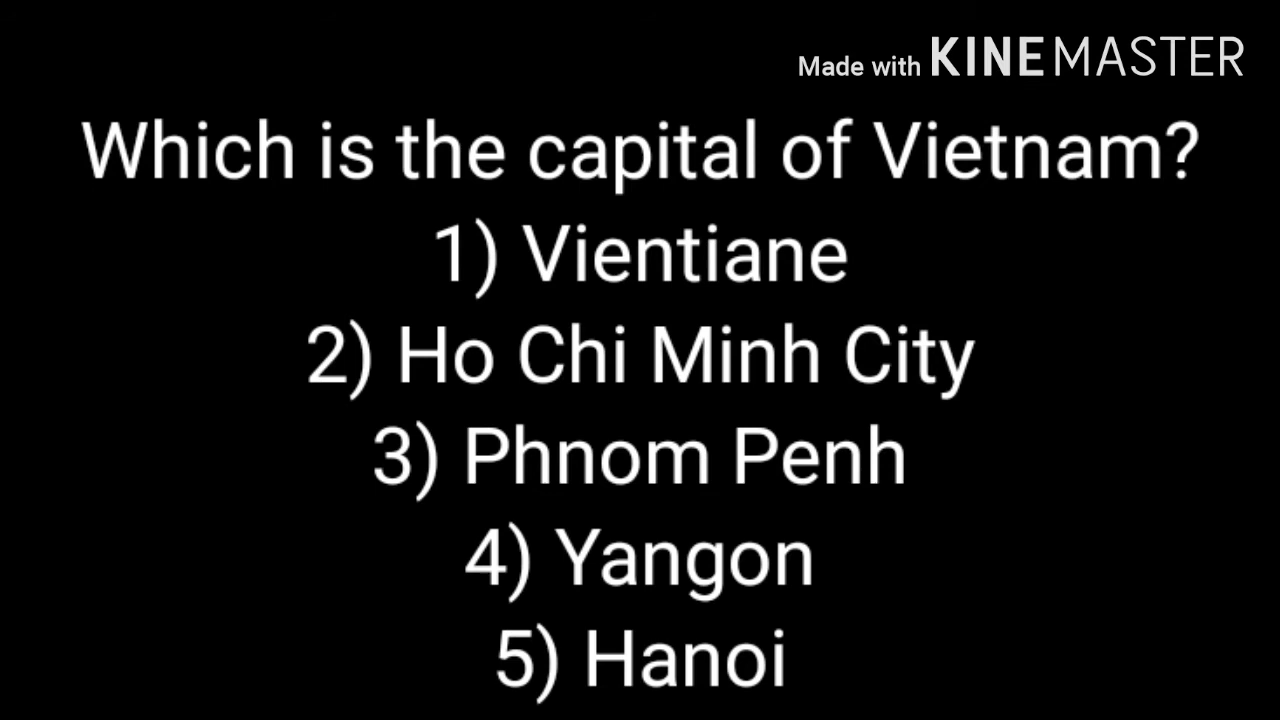 Made with KINEMASTER
Which is the capital of Vietnam?
1) Vientiane
2) Ho Chi Minh City
3) Phnom Penh
4) Yangon
5) Hanoi